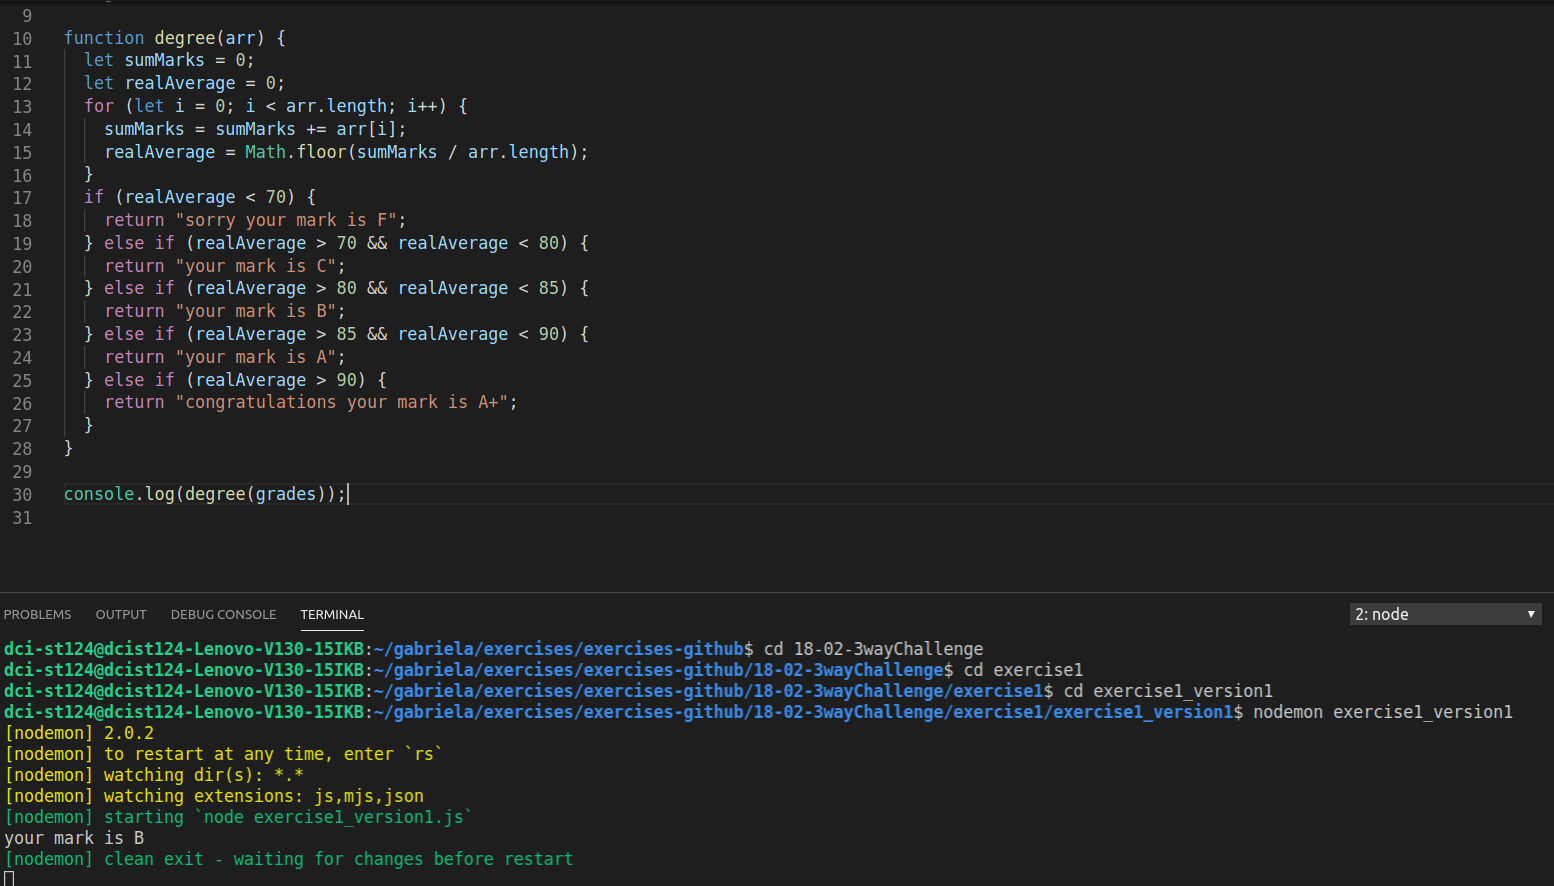 9
10 function degree(arr) {
11 let sumMarks = 0;
12 let realAverage = 0;
13 for (let i = 0; i < arr.length; i++) {
14 sumMarks = sumMarks += arr[i];
15 realAverage = Math.floor(sumMarks / arr.length);
16 }
17 if (realAverage < 70) {
18 return "sorry your mark is F";
19 } else if (realAverage > 70 && realAverage < 80) {
20 return "your mark is C";
21 } else if (realAverage > 80 && realAverage < 85) {
22 return "your mark is B";
23 } else if (realAverage > 85 && realAverage < 90) {
24 return "your mark is A";
25 } else if (realAverage > 90) {
26 return "congratulations your mark is A+";
27 }
28 }
29
30 console.log(degree(grades));
31
PROBLEMS OUTPUT DEBUG CONSOLE TERMINAL 2: node
dci-st124@dcist124-Lenovo-V130-15IKB:~/gabriela/exercises/exercises-github$ cd 18-02-3wayChallenge
dci-st124@dcist124-Lenovo-V130-15IKB:~/gabriela/exercises/exercises-github/18-02-3wayChallenge$ cd exercise1
dci-st124@dcist124-Lenovo-V130-15IKB:~/gabriela/exercises/exercises-github/18-02-3wayChallenge/exercise1$ cd exercise1_version1
dci-st124@dcist124-Lenovo-V130-15IKB:~/gabriela/exercises/exercises-github/18-02-3wayChallenge/exercise1/exercise1_version1$ nodemon exercise1_version1
[nodemon] 2.0.2
[nodemon] to restart at any time, enter `rs`
[nodemon] watching dir(s): *.*
[nodemon] watching extensions: js,mjs,json
[nodemon] starting `node exercise1_version1.js`
your mark is B
[nodemon] clean exit - waiting for changes before restart